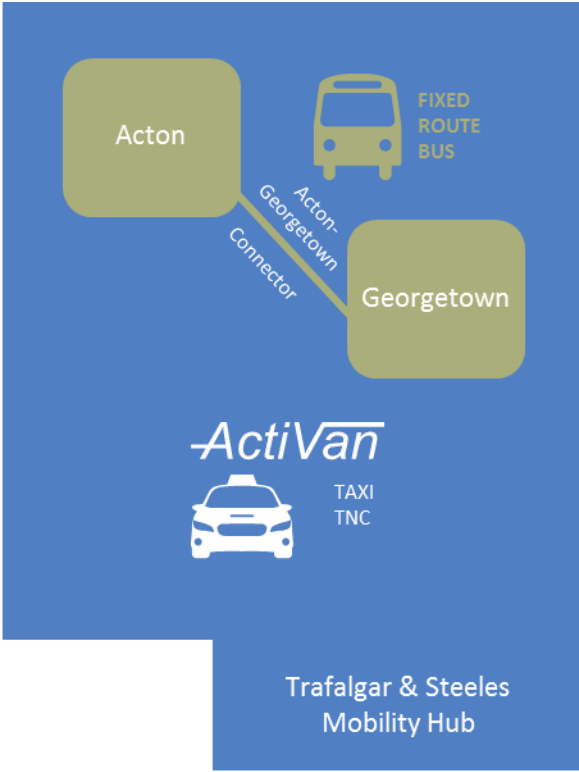 Acton
FIXED
ROUTE
BUS
Acton-
Georgetown
Connector
Georgetown
ActiVan
TAXI
TNC
Trafalgar & Steeles
Mobility Hub